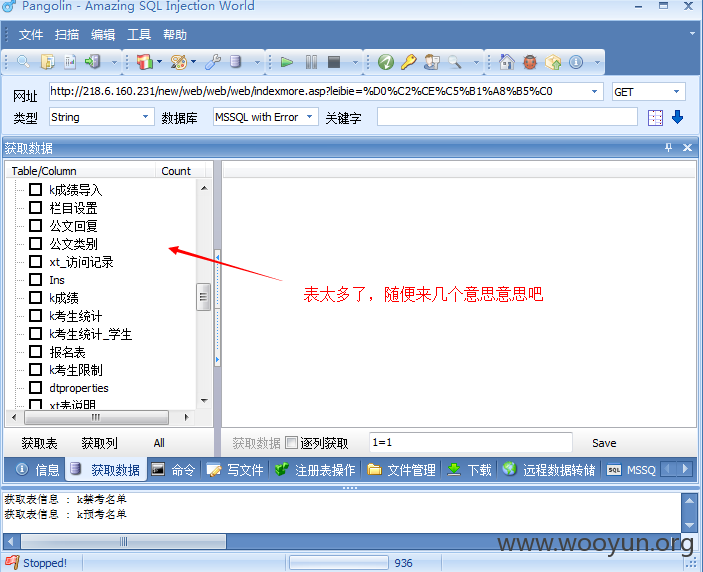 Pangolin - Amazing SQL Injection World
文件 扫描 编辑 工具 帮助
网址 http://218.6.160.231/new/web/web/web/indexmore.asp?leibie=%D0%C2%CE%C5%B1%A8%B5%C0 GET
类型 String 数据库 MSSQL with Error 关键字
获取数据
Table/Column Count
k成绩导入
栏目设置
公文回复
公文类别
xt_访问记录
Ins
k成绩
k考生统计
k考生统计_学生
报名表
k考生限制
dtproperties
xt表说明
表太多了，随便来几个意思意思吧
获取表 获取列 All 获取数据 逐列获取 1=1 Save
信息 获取数据 命令 写文件 注册表操作 文件管理 下载 远程数据转储 SQL MSSQ
获取表信息 : k禁考名单
获取表信息 : k预考名单
www.wooyun.org
Stopped! 936